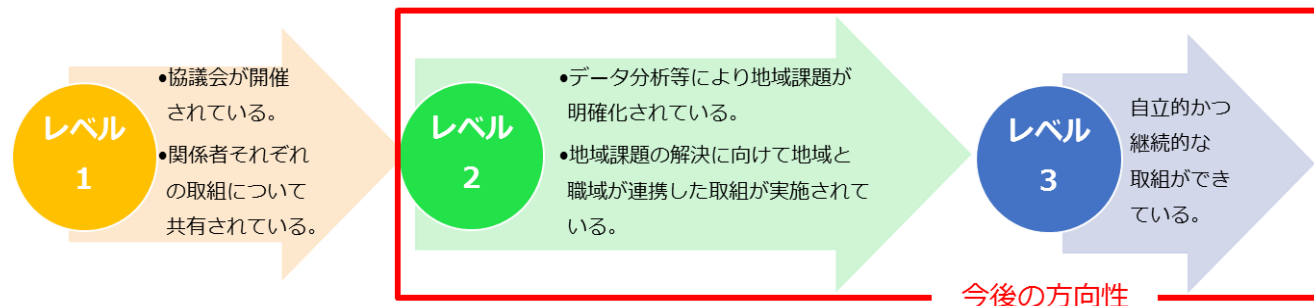 レベル
1
•協議会が開催
されている。
•関係者それぞれ
の取組について
共有されている。
レベル
2
•データ分析等により地域課題が
明確化されている。
•地域課題の解決に向けて地域と
職域が連携した取組が実施されて
いる。
レベル
3
自立的かつ
継続的な
取組ができ
ている。
今後の方向性